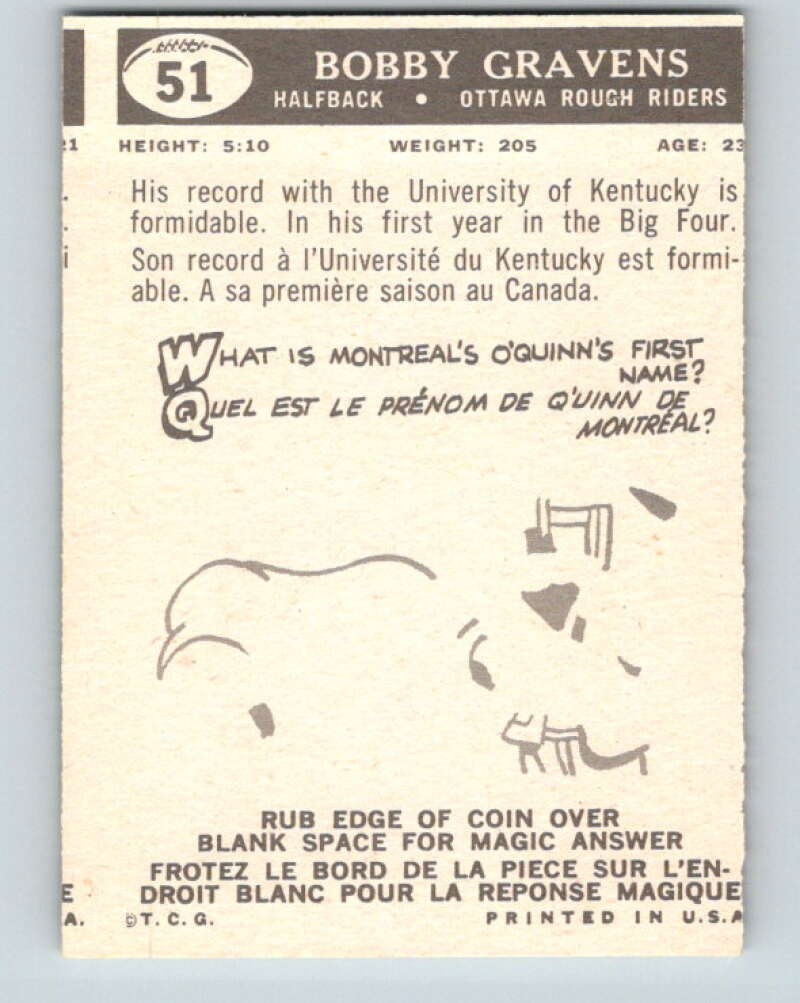 51
BOBBY GRAVENS
HALFBACK • OTTAWA ROUGH RIDERS
21
HEIGHT: 5:10 WEIGHT: 205 AGE: 23
His record with the University of Kentucky is
formidable. In his first year in the Big Four.
i
Son record à l'Université du Kentucky est formi-
able. A sa première saison au Canada.
WHAT IS MONTREAL'S O'QUINN'S FIRST
NAME?
QUEL EST LE PRÉNOM DE Q'UINN DE
MONTRÉAL?
RUB EDGE OF COIN OVER
BLANK SPACE FOR MAGIC ANSWER
FROTEZ LE BORD DE LA PIECE SUR L'EN-
E
DROIT BLANC POUR LA REPONSE MAGIQUE
A.
©T. C. G. PRINTED IN U.S.A